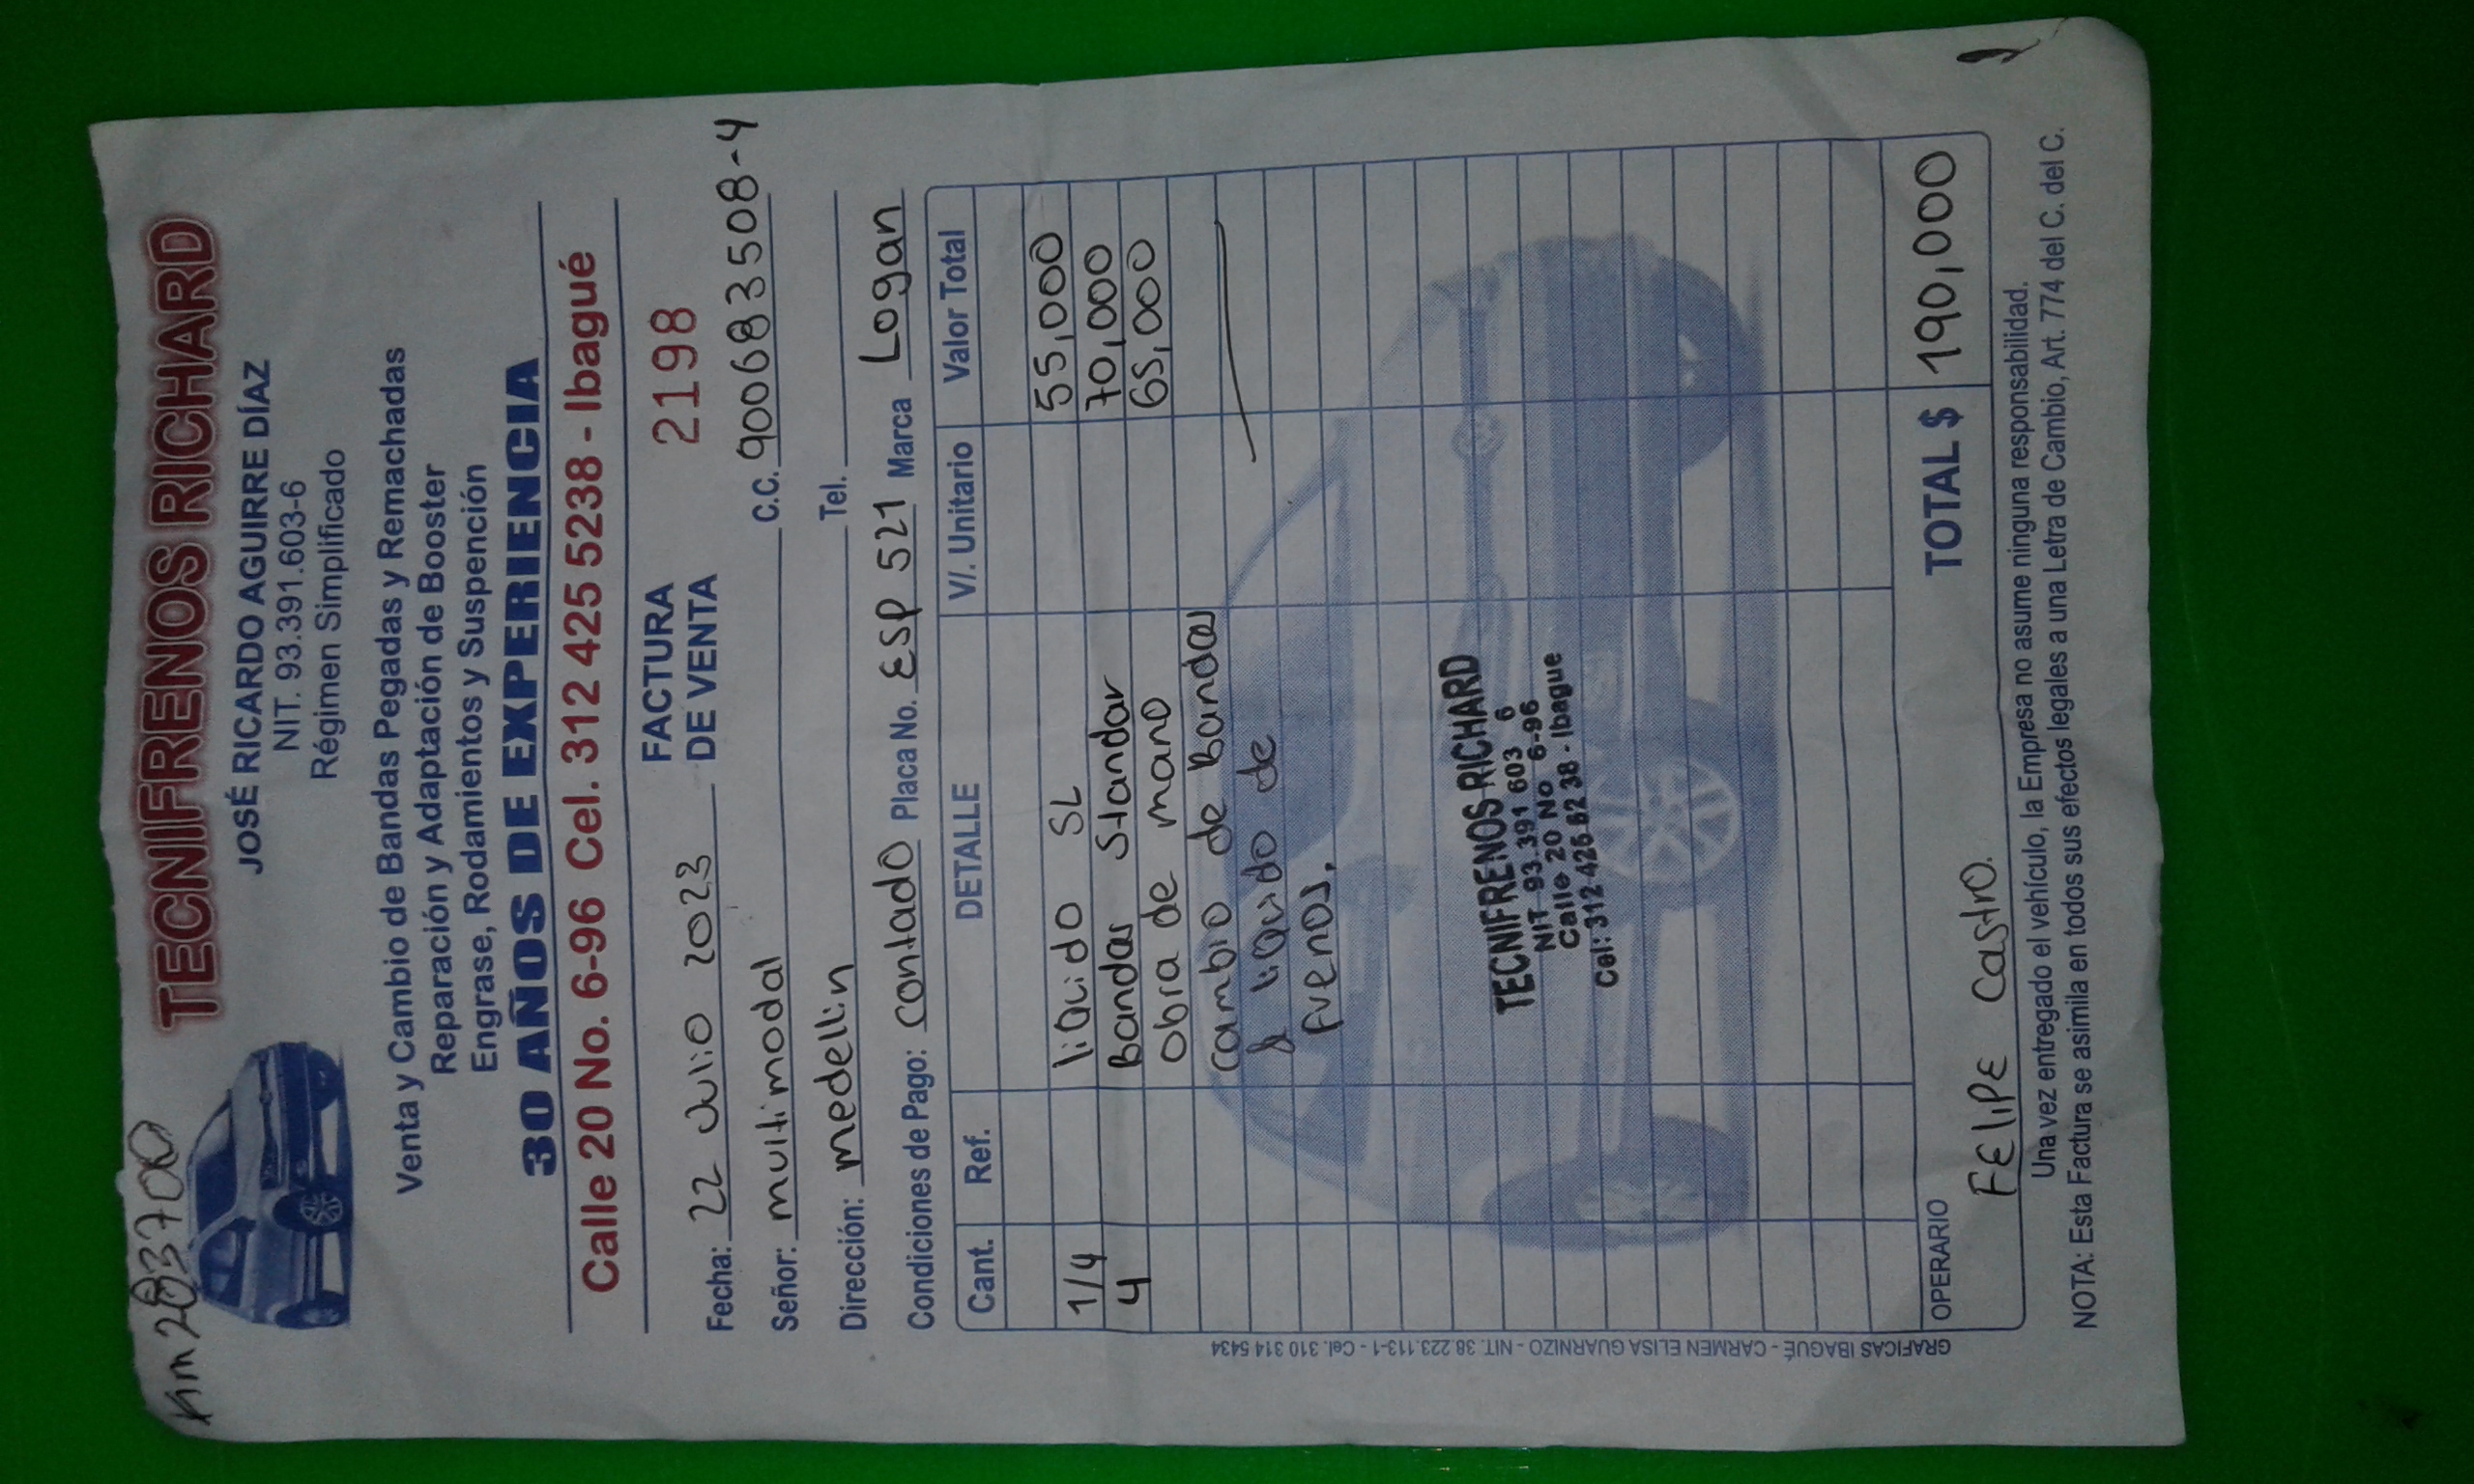 Km 283700
TECNIFRENOS RICHARD
JOSÉ RICARDO AGUIRRE DÍAZ
NIT. 93.391.603-6
Régimen Simplificado
Venta y Cambio de Bandas Pegadas y Remachadas
Reparación y Adaptación de Booster
Engrase, Rodamientos y Suspención
30 AÑOS DE EXPERIENCIA
Calle 20 No. 6-96 Cel. 312 425 5238 - Ibagué
FACTURA
DE VENTA 2198
Fecha: 22 Julio 2023
Señor: multimodal C.C. 900683508-4
Dirección: medellin Tel.
Condiciones de Pago: contado Placa No. ESP 521 Marca Logan
Cant. Ref. DETALLE V/. Unitario Valor Total
1/4 liquido SL 55,000
4 Bandas Standar 70,000
obra de mano 65,000
cambio de Bandas
& liquido de
frenos.
TECNIFRENOS RICHARD
NIT 93.391 603 6
Calle 20 No 6-96
Cel: 312 425 52 38 - Ibague
OPERARIO FELIPE Castro. TOTAL $ 190,000
Una vez entregado el vehículo, la Empresa no asume ninguna responsabilidad.
NOTA: Esta Factura se asimila en todos sus efectos legales a una Letra de Cambio, Art. 774 del C. del C.
GRAFICAS IBAGUÉ - CARMEN ELISA GUARNIZO - NIT. 38.223.113-1 - Cel. 310 314 5434